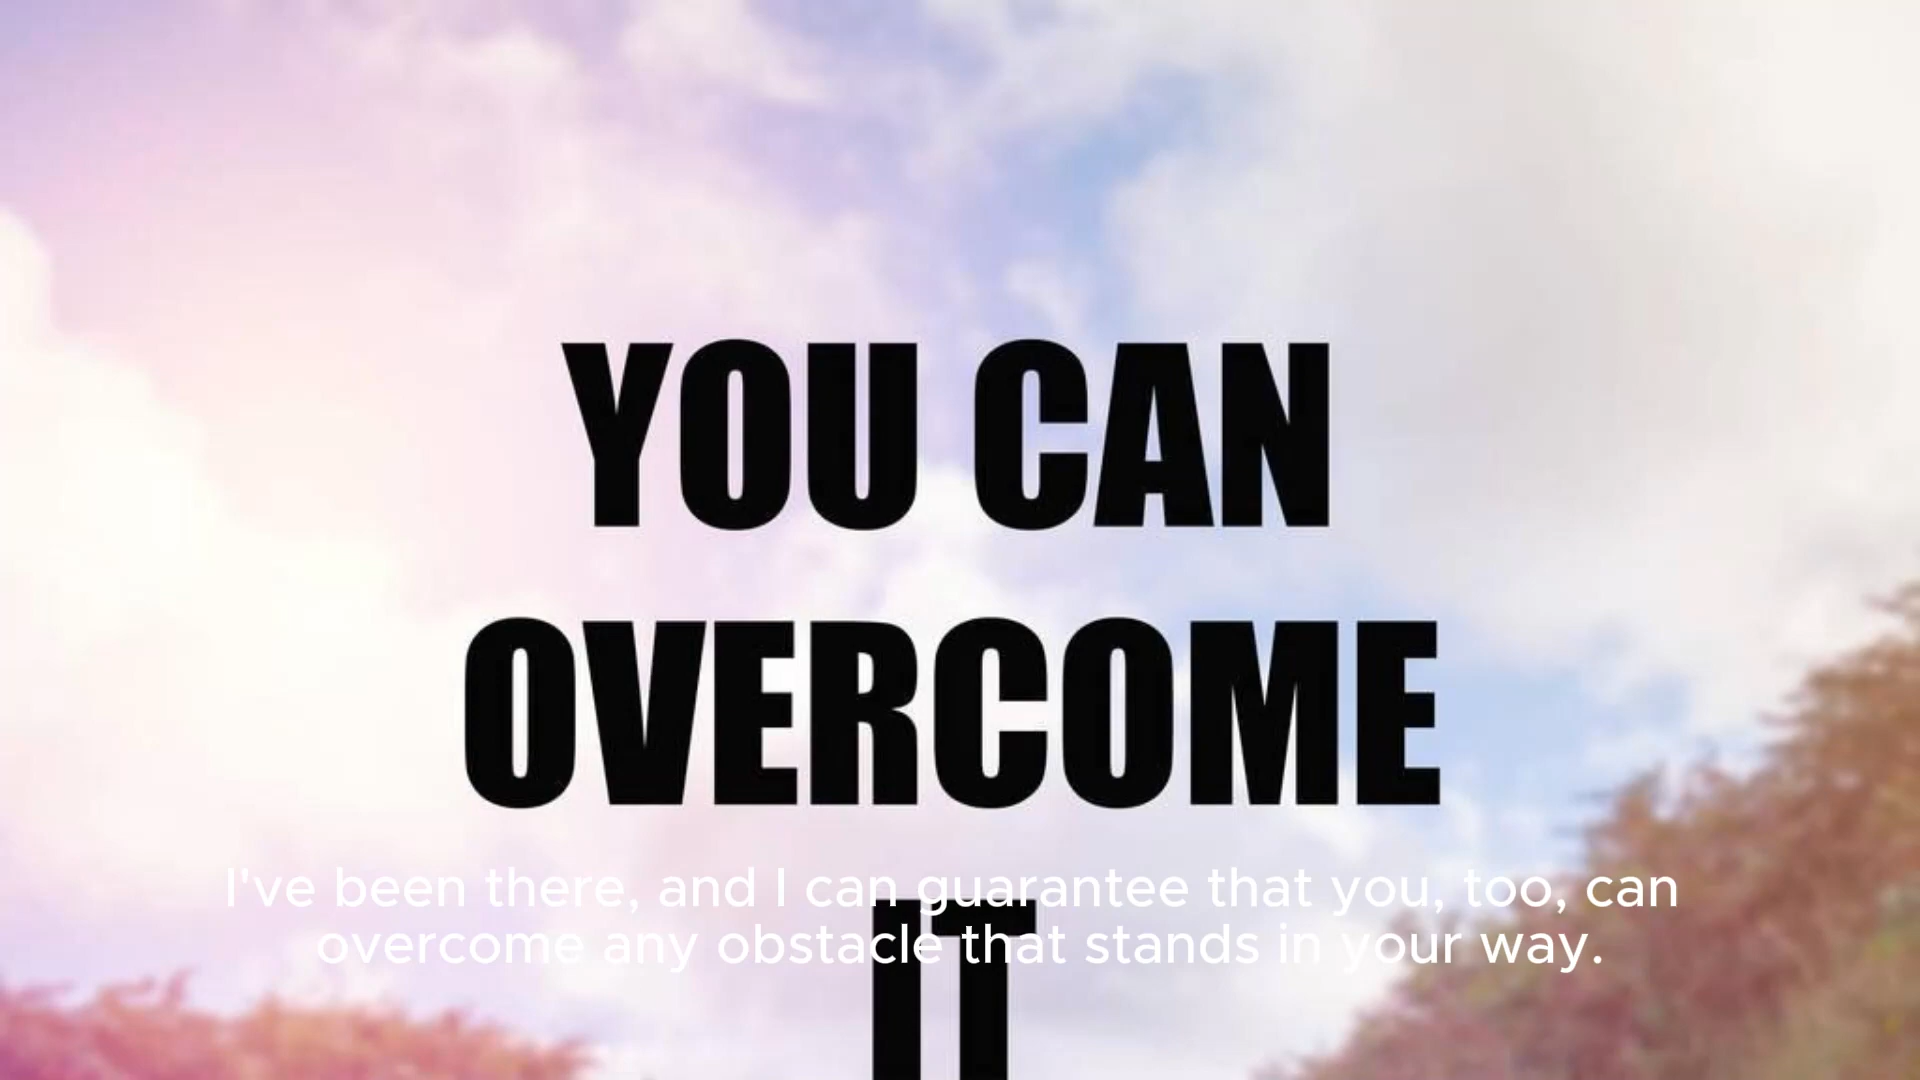 YOU CAN
OVERCOME
I've been there, and I can guarantee that you, too, can
IT
overcome any obstacle that stands in your way.